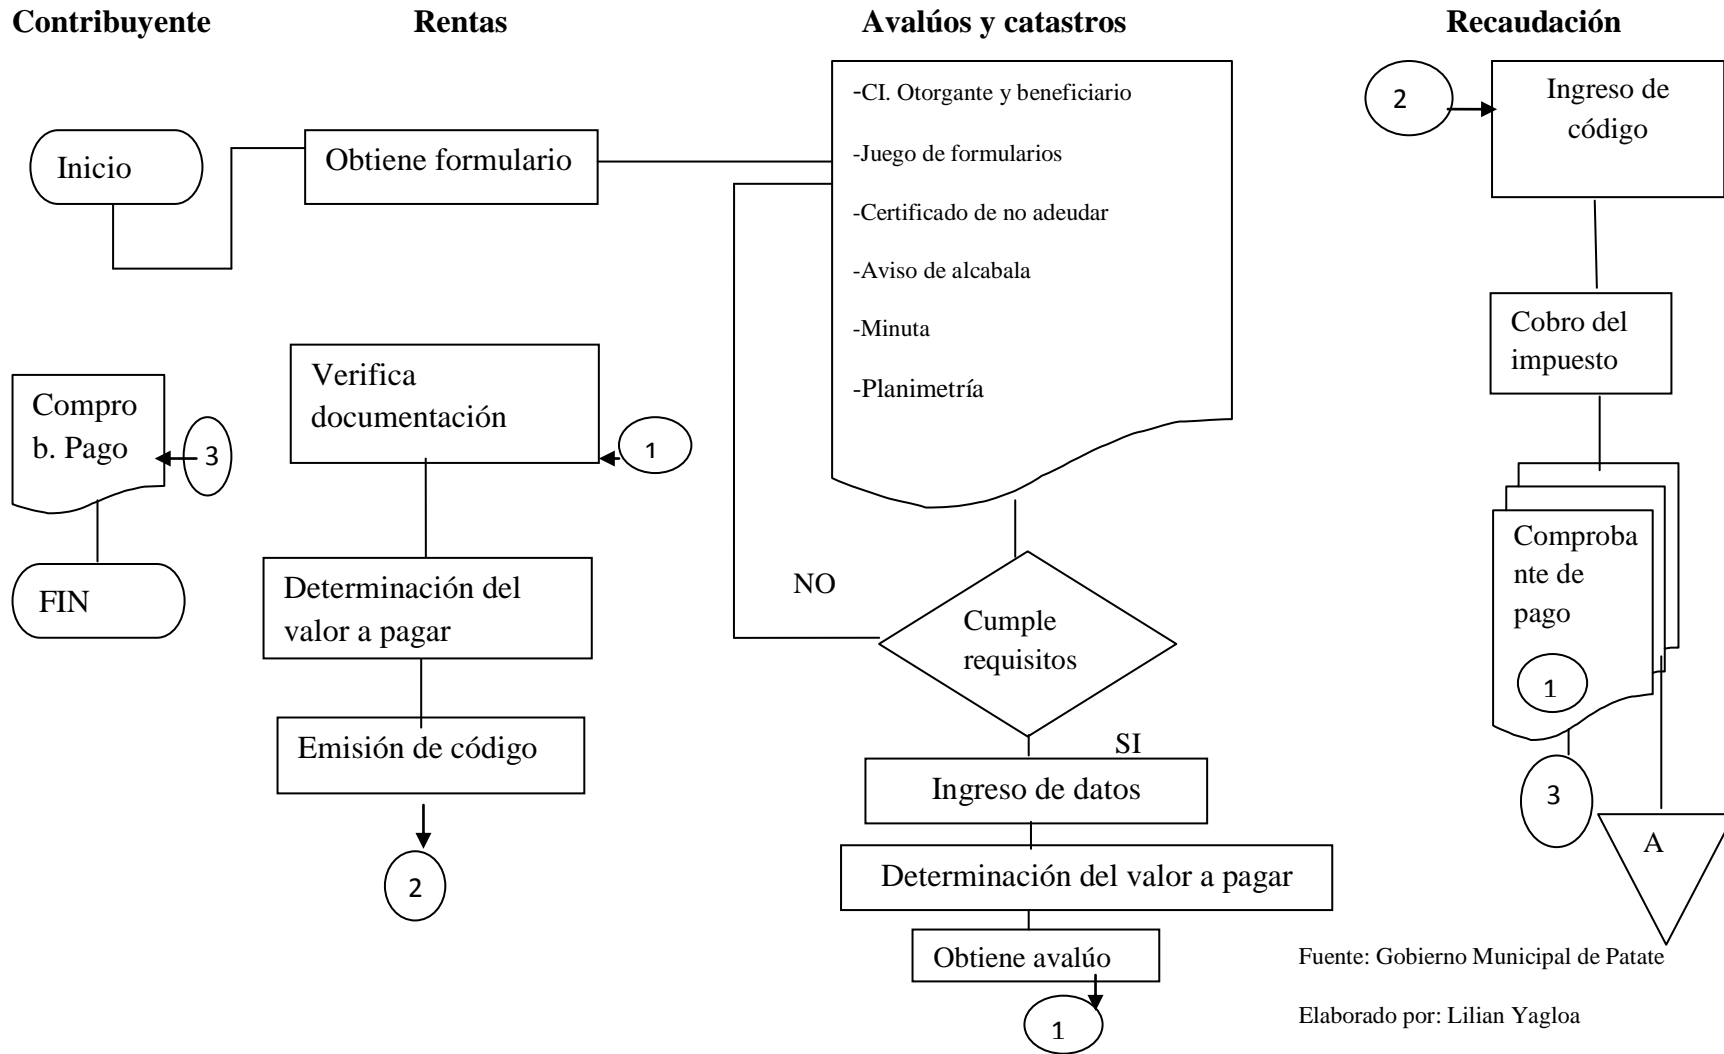 Contribuyente
Rentas
Avalúos y catastros
Recaudación
Inicio
Obtiene formulario
-CI. Otorgante y beneficiario
-Juego de formularios
-Certificado de no adeudar
-Aviso de alcabala
-Minuta
-Planimetría
2
Ingreso de
código
Cobro del
impuesto
Compro
b. Pago
3
Verifica
documentación
1
FIN
Determinación del
valor a pagar
NO
Cumple
requisitos
Comproba
nte de
pago
1
Emisión de código
SI
Ingreso de datos
3
A
2
Determinación del valor a pagar
Obtiene avalúo
1
Fuente: Gobierno Municipal de Patate
Elaborado por: Lilian Yagloa